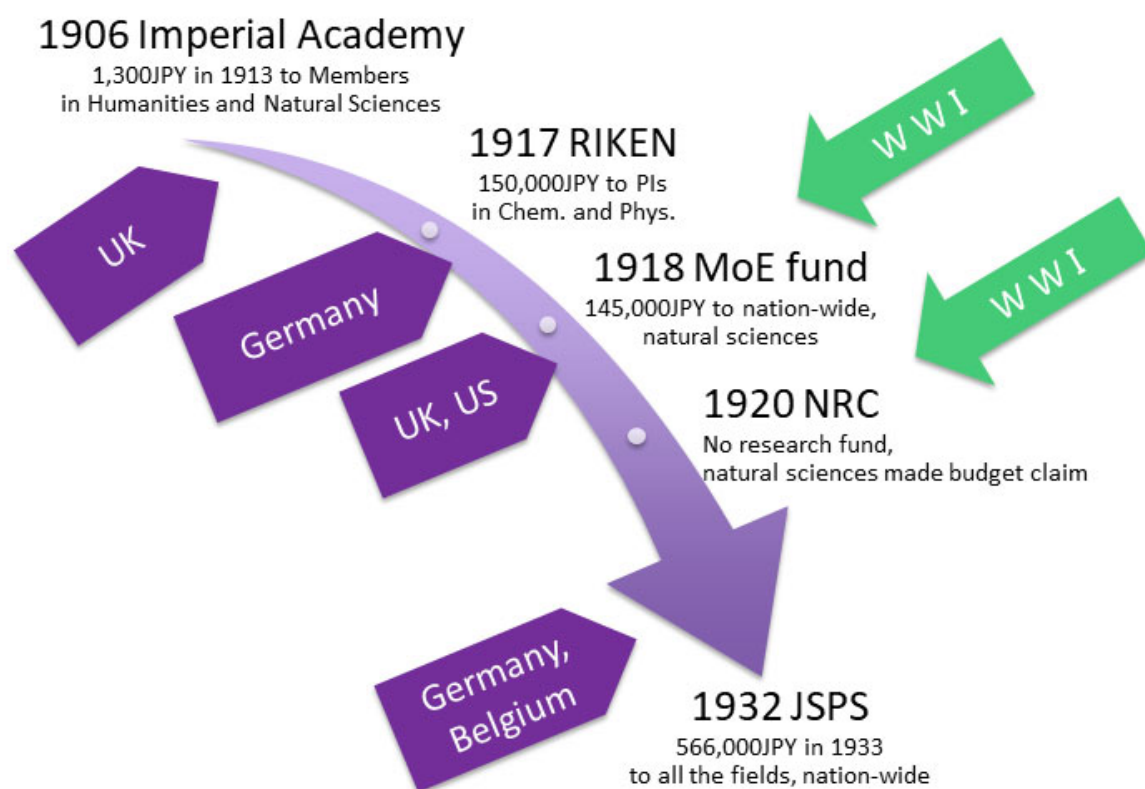 1906 Imperial Academy
1,300JPY in 1913 to Members
in Humanities and Natural Sciences
W W I
1917 RIKEN
150,000JPY to PIs
in Chem. and Phys.
UK
W W I
1918 MoE fund
145,000JPY to nation-wide,
natural sciences
Germany
UK, US
1920 NRC
No research fund,
natural sciences made budget claim
Germany,
Belgium
1932 JSPS
566,000JPY in 1933
to all the fields, nation-wide